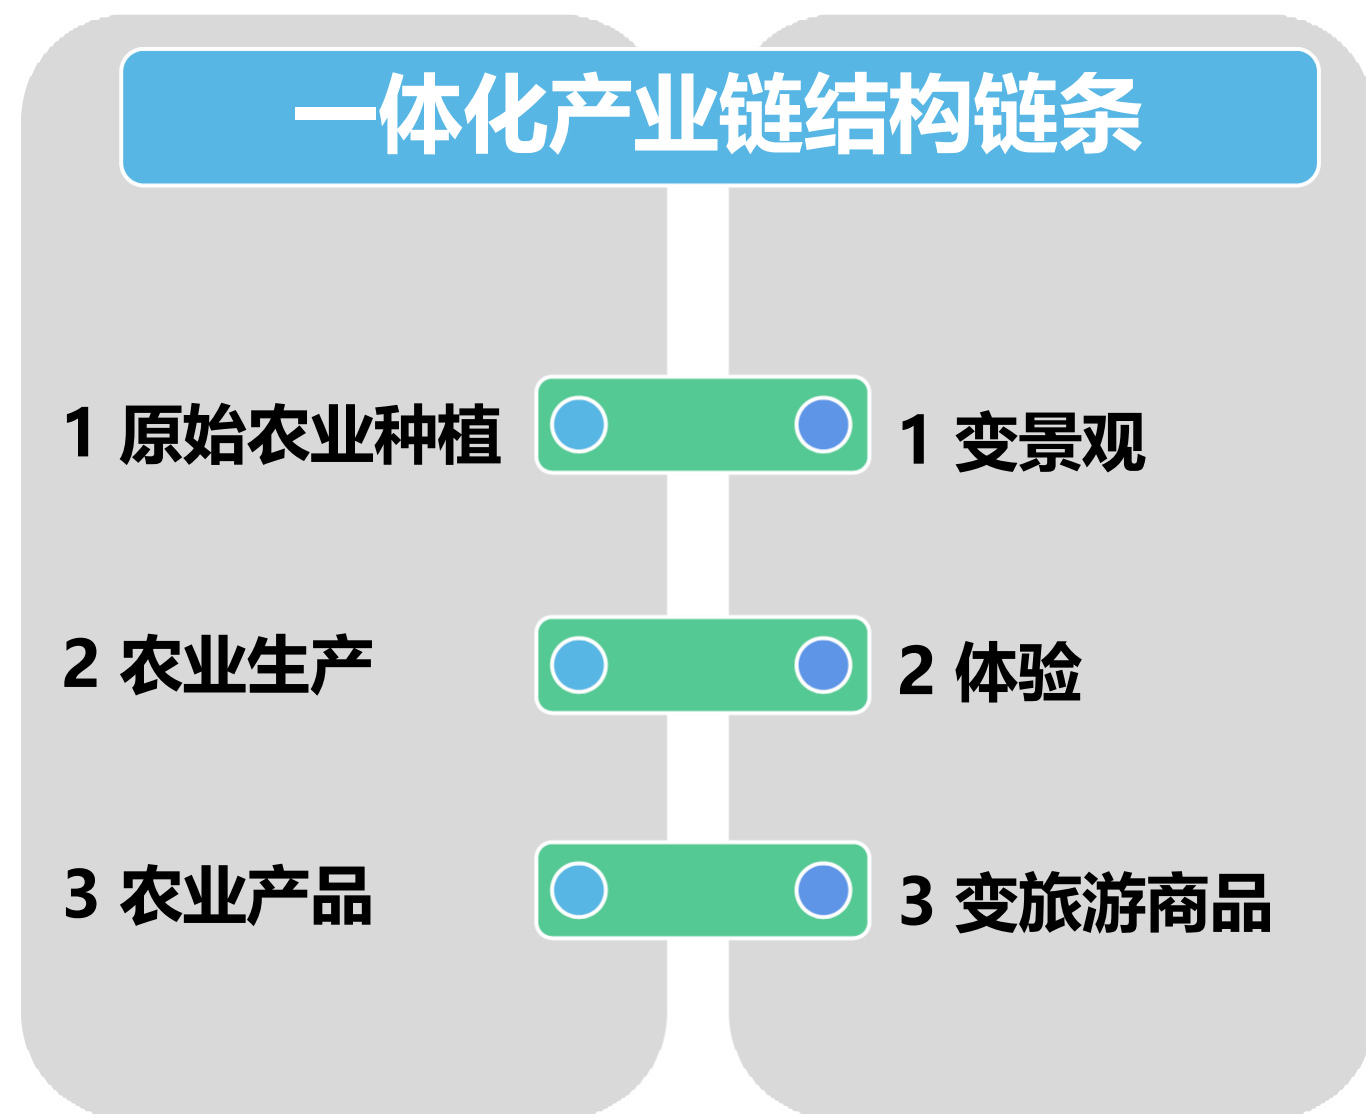 一体化产业链结构链条
1 原始农业种植
1 变景观
2 农业生产
2 体验
3 农业产品
3 变旅游商品